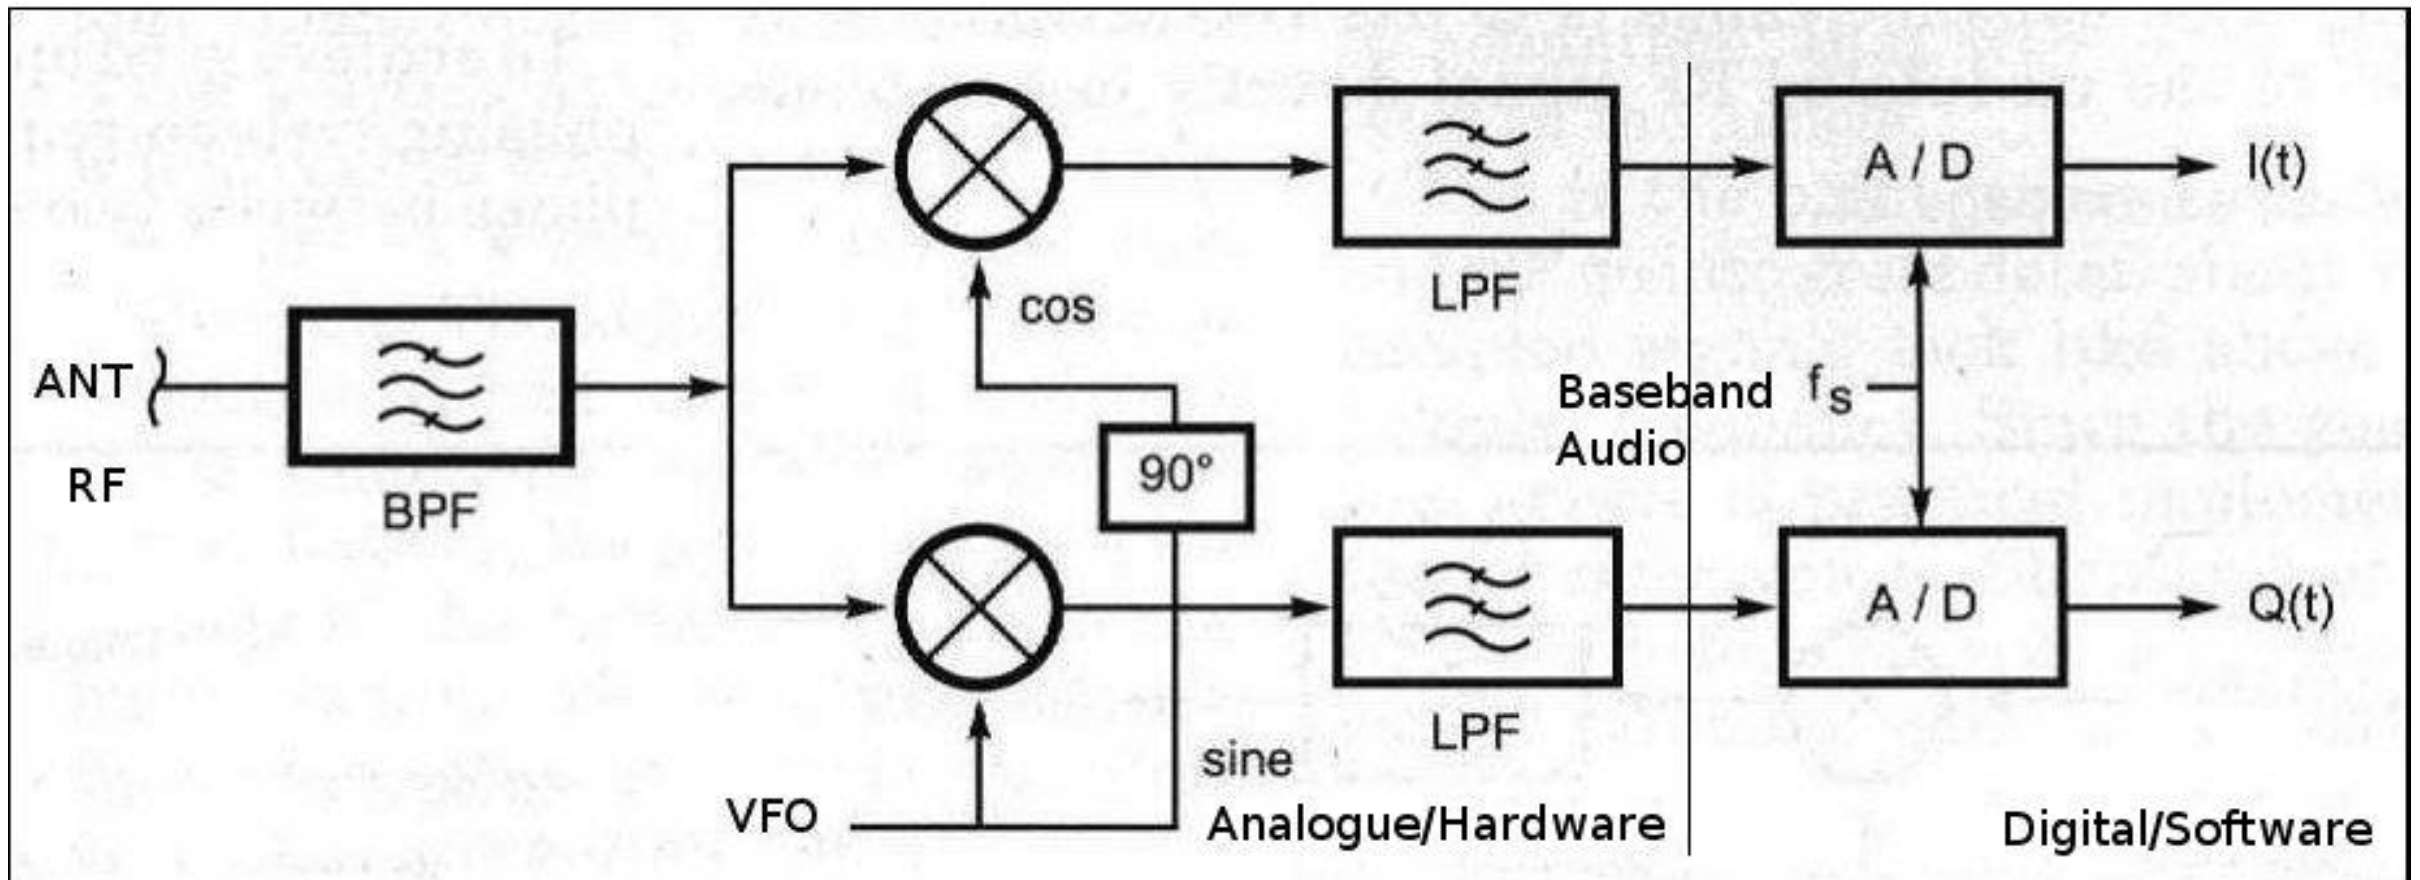 A / D
I(t)
LPF
cos
ANT
RF
BPF
90°
Baseband
Audio
fs
A / D
Q(t)
LPF
sine
VFO
Analogue/Hardware
Digital/Software